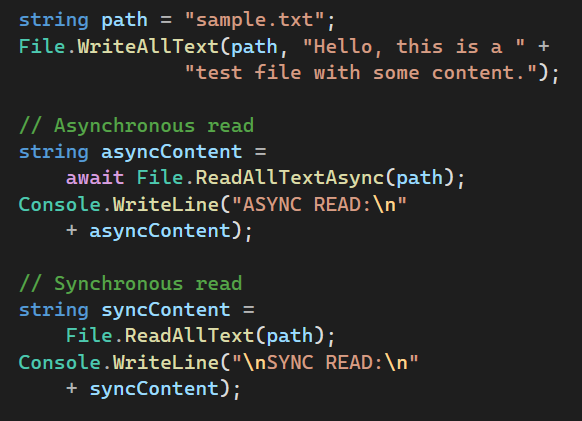 string path = "sample.txt";
File.WriteAllText(path, "Hello, this is a " +
              "test file with some content.");

// Asynchronous read
string asyncContent =
    await File.ReadAllTextAsync(path);
Console.WriteLine("ASYNC READ:\n"
    + asyncContent);

// Synchronous read
string syncContent =
    File.ReadAllText(path);
Console.WriteLine("\nSYNC READ:\n"
    + syncContent);